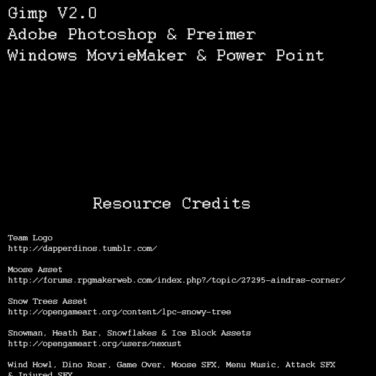 Gimp V2.0
Adobe Photoshop & Preimer
Windows MovieMaker & Power Point
Resource Credits
Team Logo
http://dapperdinos.tumblr.com/
Moose Asset
http://forums.rpgmakerweb.com/index.php?/topic/27295-aindras-corner/
Snow Trees Asset
http://opengameart.org/content/lpc-snowy-tree
Snowman, Heath Bar, Snowflakes & Ice Block Assets
http://opengameart.org/users/nexust
Wind Howl, Dino Roar, Game Over, Moose SFX, Menu Music, Attack SFX
& Injured SFX